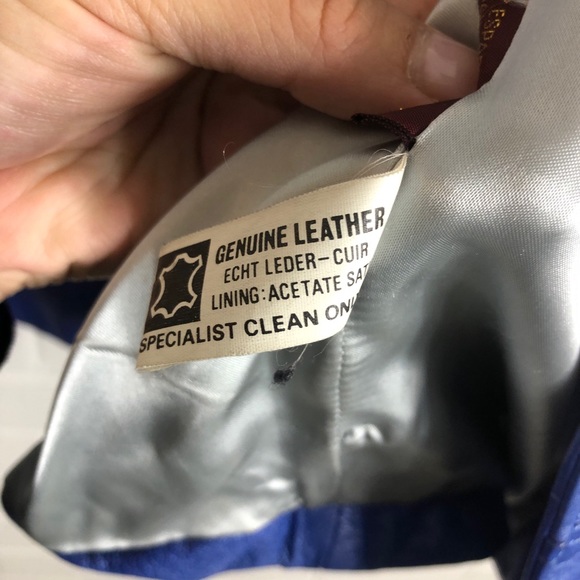 GENUINE LEATHER
ECHT LEDER-CUIR
LINING: ACETATE
SPECIALIST CLEAN